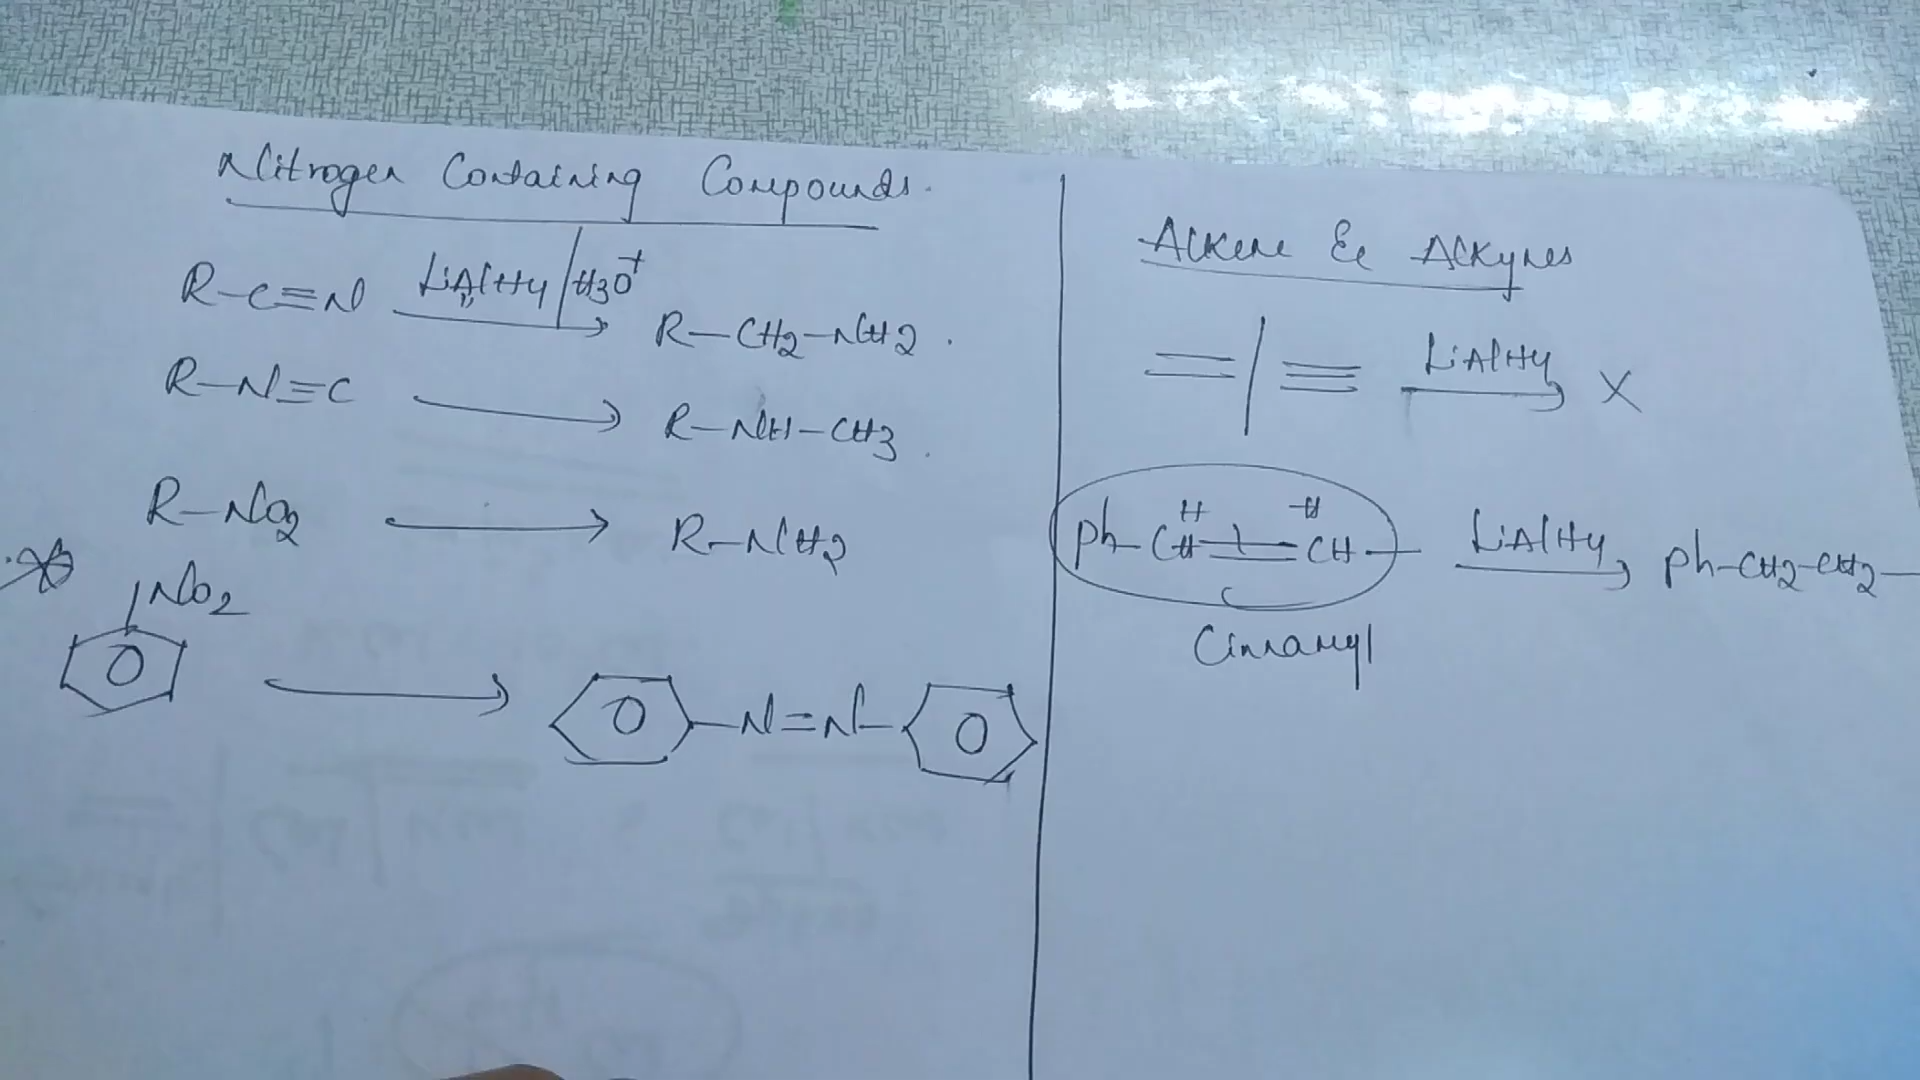 Nitrogen Containing Compounds.
R-C≡N LiAlH4 / H3O+ R-CH2-NH2.
R-N≡C R-NH-CH3.
R-NO2 R-NH2
NO2
N=N
Alkene & Alkynes
= / ≡ LiAlH4 X
H H
Ph-CH=CH- LiAlH4 Ph-CH2-CH2-
Cinnamyl